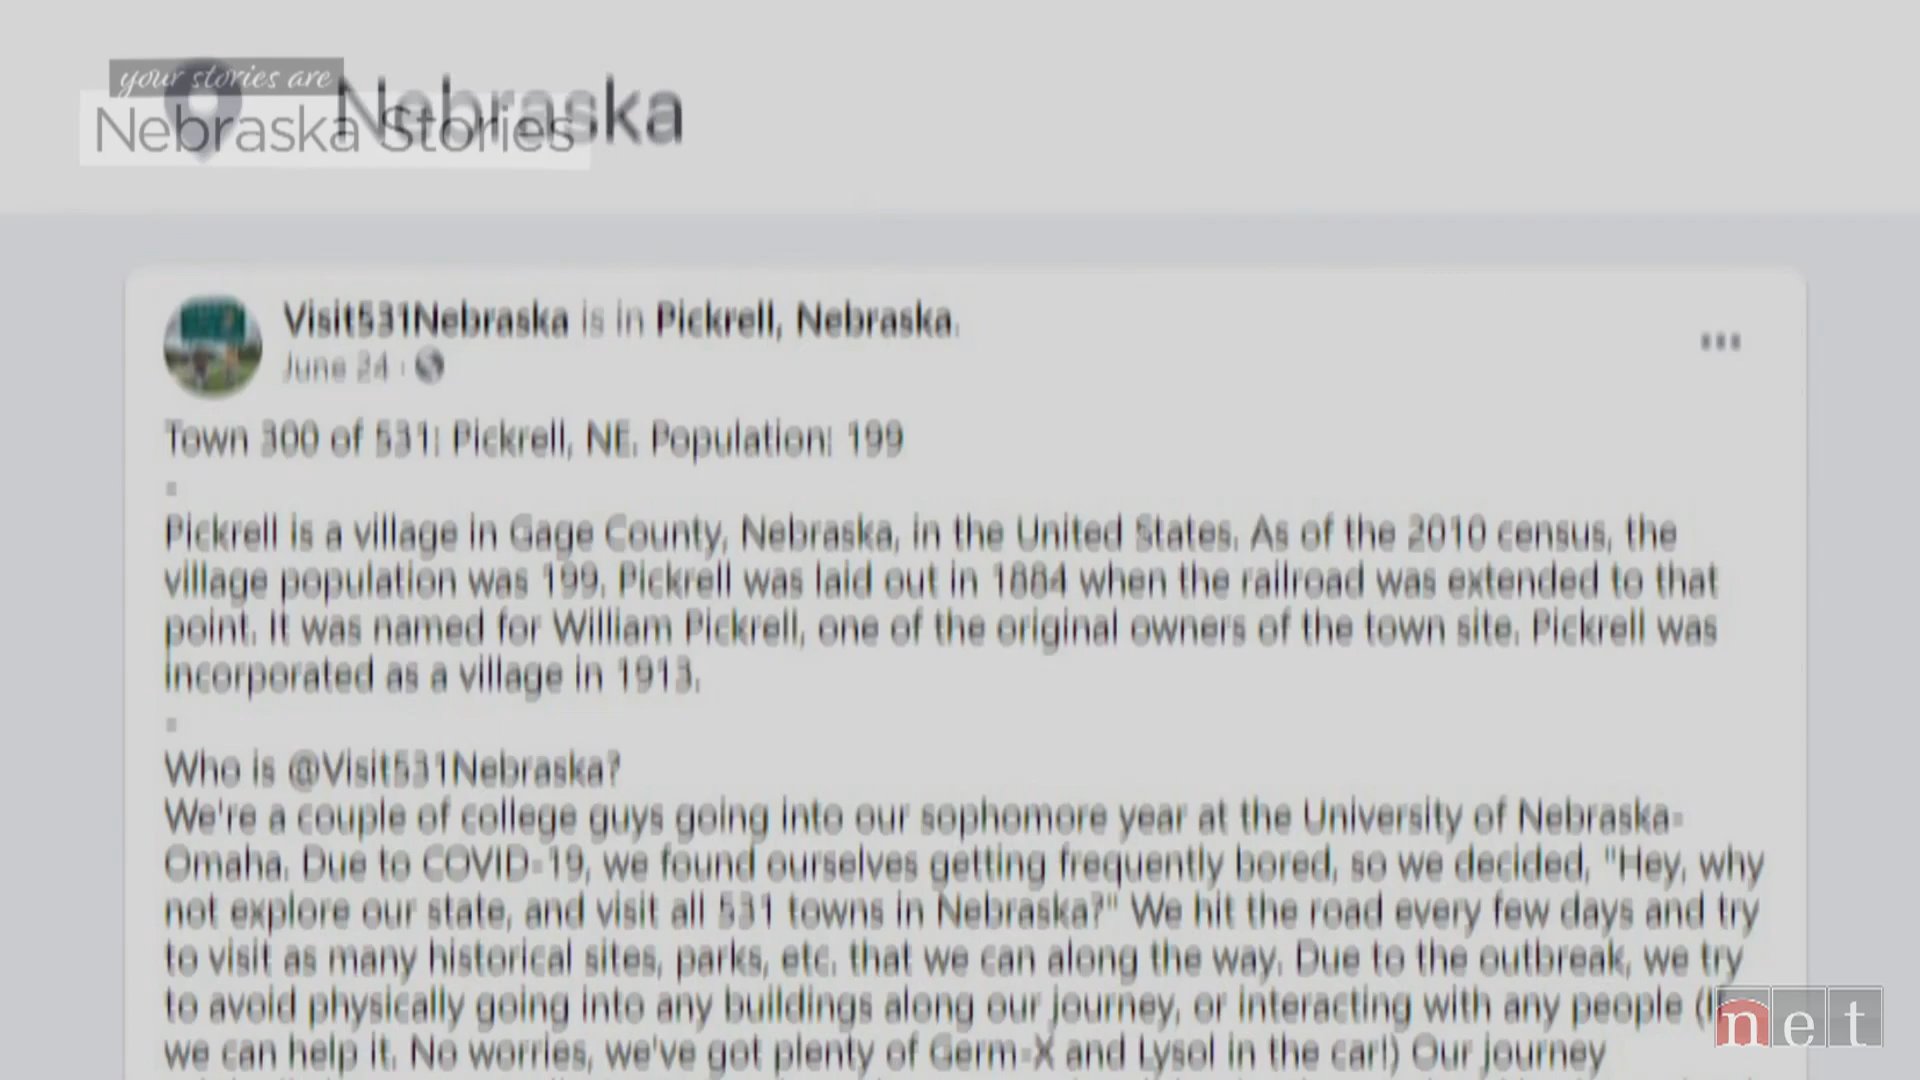 your stories are
Nebraska Stories
Nebraska
Visit531Nebraska is in Pickrell, Nebraska.
June 24
Town 300 of 531: Pickrell, NE. Population: 199
.
Pickrell is a village in Gage County, Nebraska, in the United States. As of the 2010 census, the
village population was 199. Pickrell was laid out in 1884 when the railroad was extended to that
point. It was named for William Pickrell, one of the original owners of the town site. Pickrell was
incorporated as a village in 1913.
.
Who is @Visit531Nebraska?
We're a couple of college guys going into our sophomore year at the University of Nebraska-
Omaha. Due to COVID-19, we found ourselves getting frequently bored, so we decided, "Hey, why
not explore our state, and visit all 531 towns in Nebraska?" We hit the road every few days and try
to visit as many historical sites, parks, etc. that we can along the way. Due to the outbreak, we try
to avoid physically going into any buildings along our journey, or interacting with any people
we can help it. No worries, we've got plenty of Germ-X and Lysol in the car!) Our journey
net